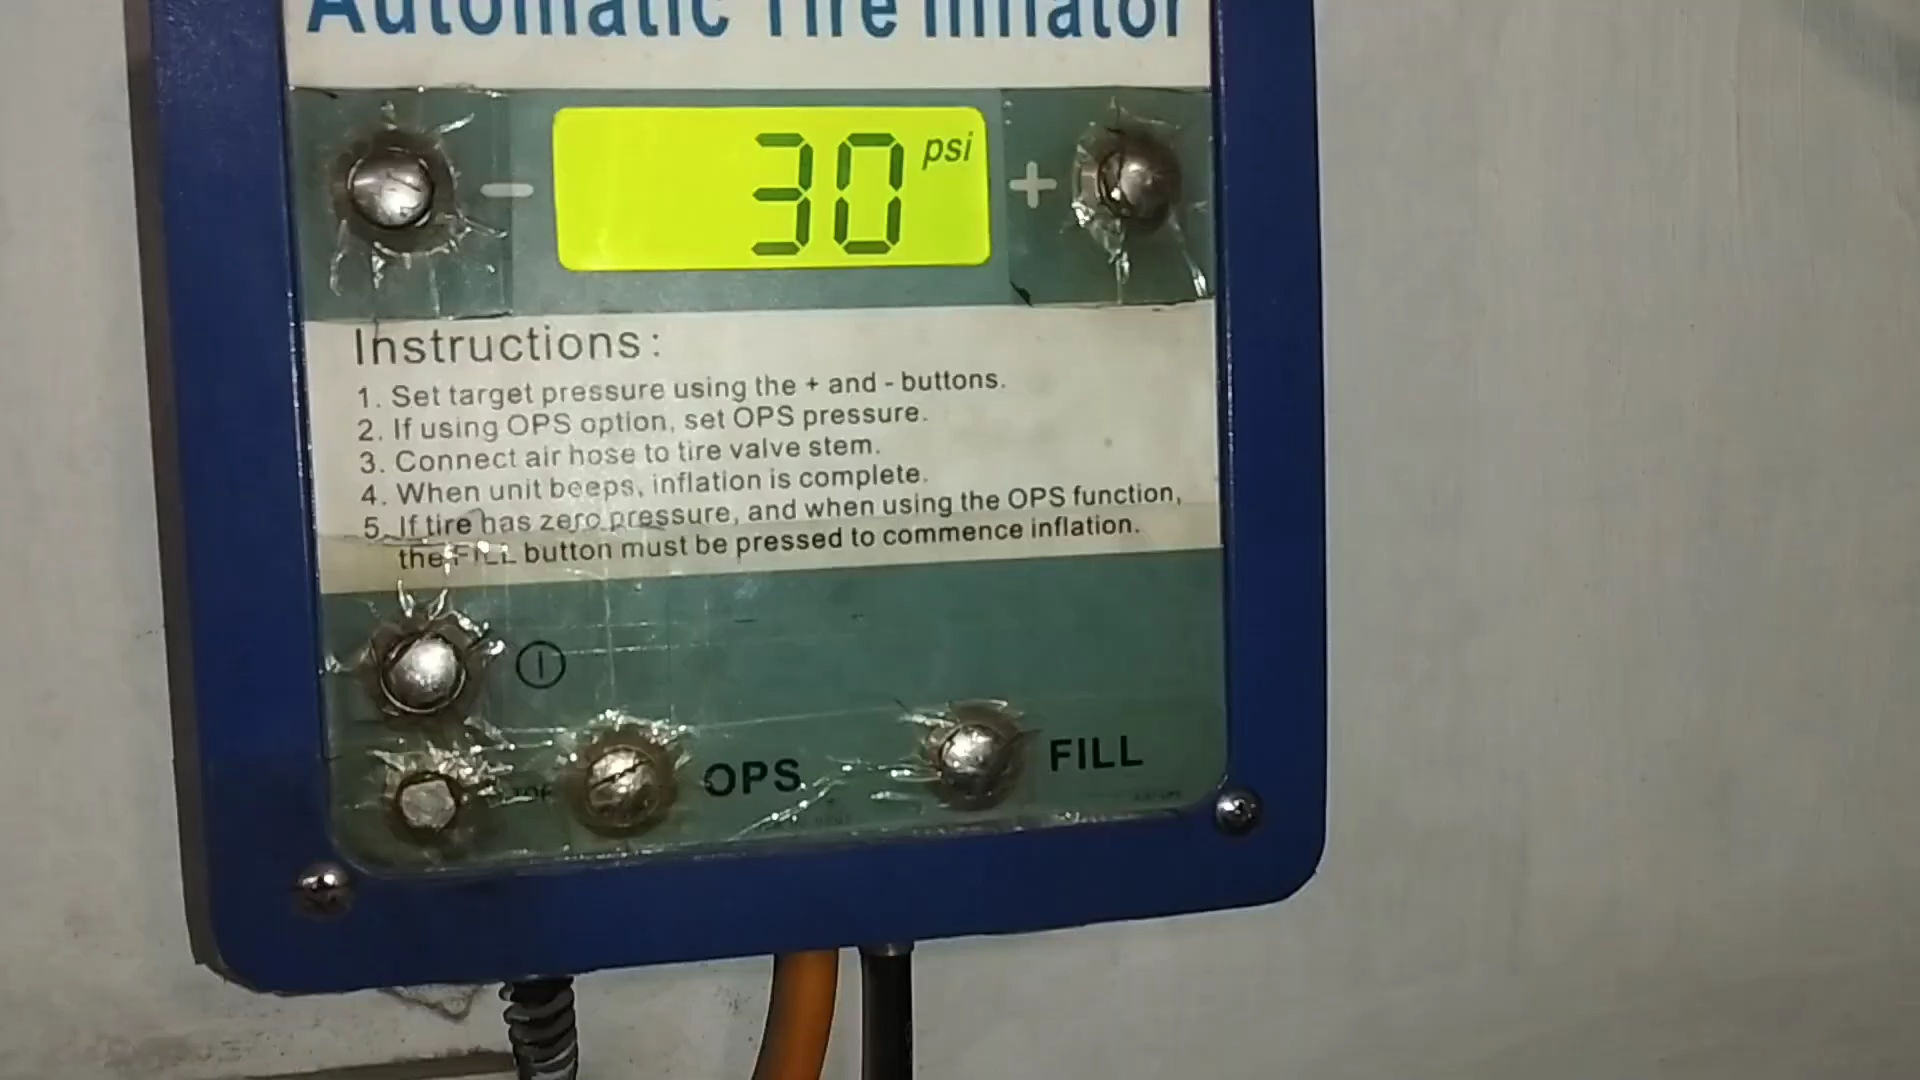 Automatic Tire Inflator
- 30 psi +
Instructions:
1. Set target pressure using the + and - buttons.
2. If using OPS option, set OPS pressure.
3. Connect air hose to tire valve stem.
4. When unit beeps, inflation is complete.
5. If tire has zero pressure, and when using the OPS function,
the FILL button must be pressed to commence inflation.
OPS
FILL